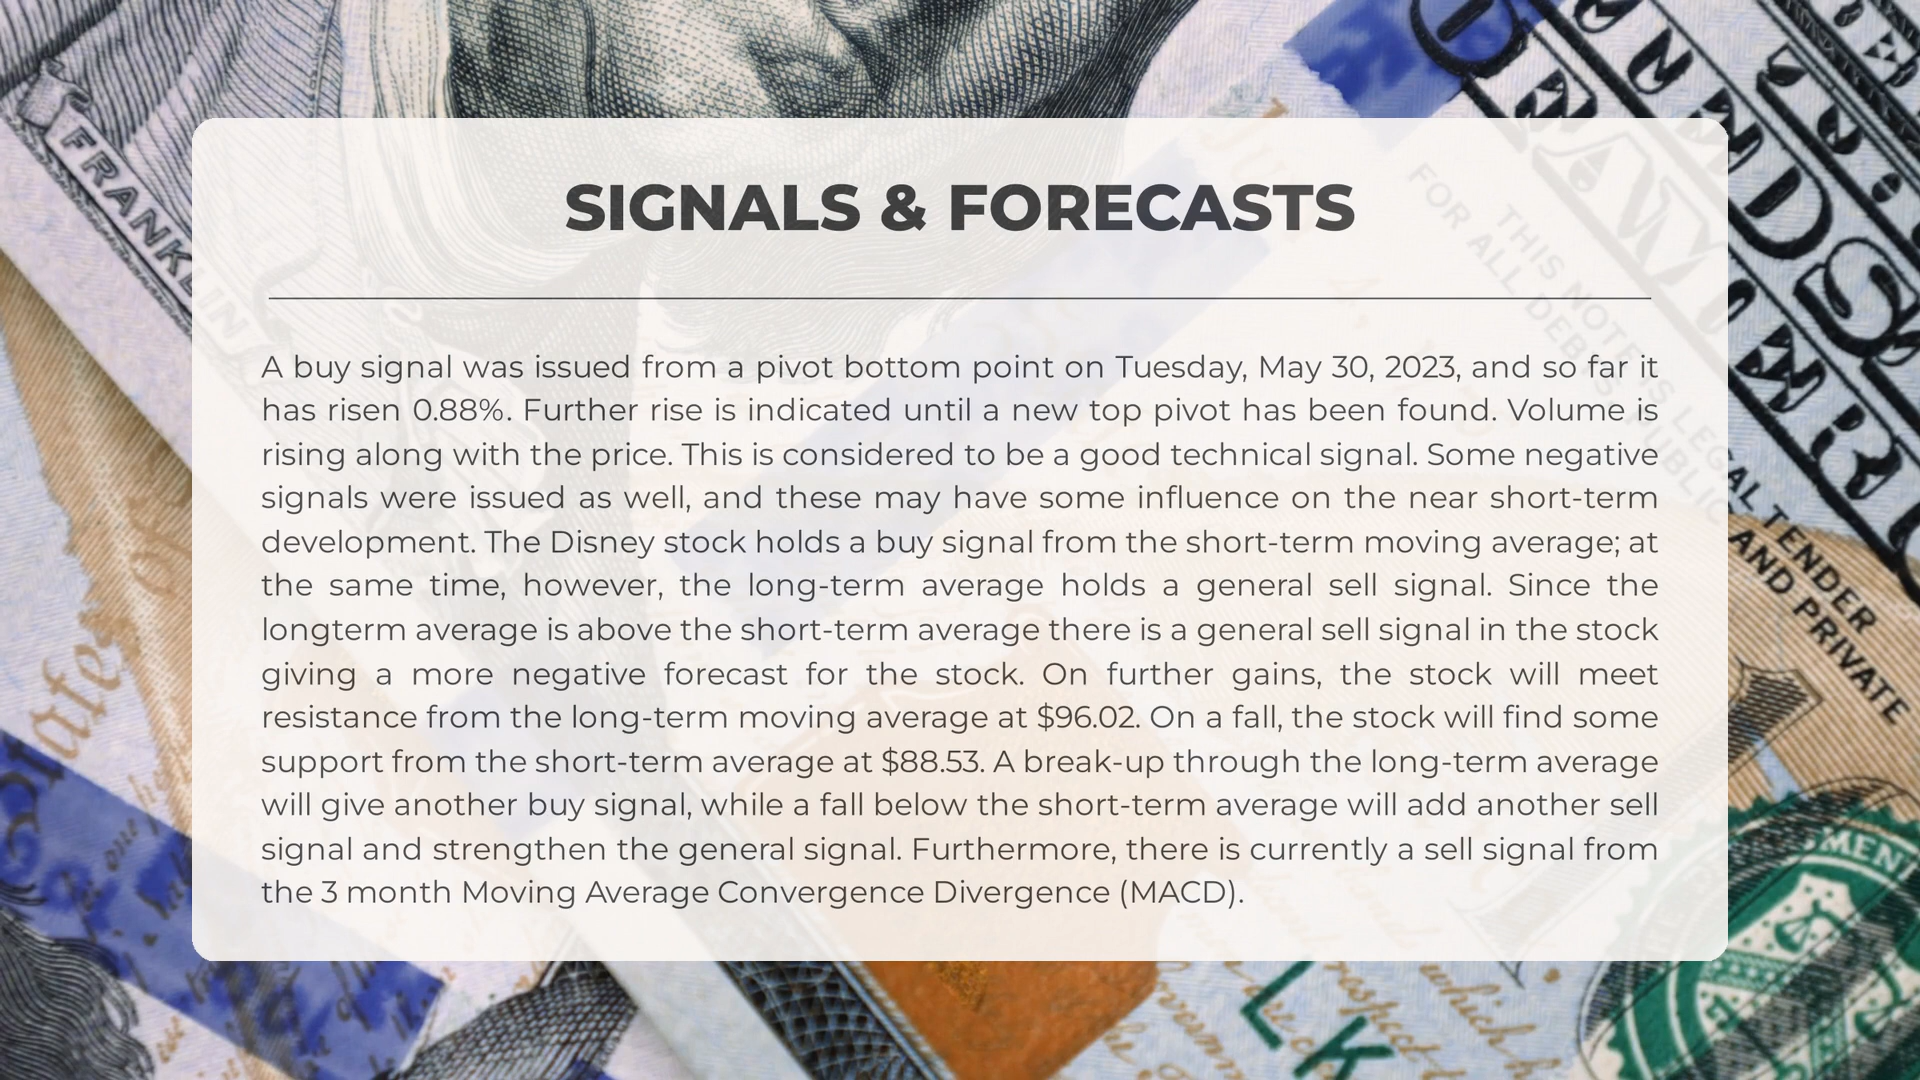 SIGNALS & FORECASTS
A buy signal was issued from a pivot bottom point on Tuesday, May 30, 2023, and so far it
has risen 0.88%. Further rise is indicated until a new top pivot has been found. Volume is
rising along with the price. This is considered to be a good technical signal. Some negative
signals were issued as well, and these may have some influence on the near short-term
development. The Disney stock holds a buy signal from the short-term moving average; at
the same time, however, the long-term average holds a general sell signal. Since the
longterm average is above the short-term average there is a general sell signal in the stock
giving a more negative forecast for the stock. On further gains, the stock will meet
resistance from the long-term moving average at $96.02. On a fall, the stock will find some
support from the short-term average at $88.53. A break-up through the long-term average
will give another buy signal, while a fall below the short-term average will add another sell
signal and strengthen the general signal. Furthermore, there is currently a sell signal from
the 3 month Moving Average Convergence Divergence (MACD).
FRANKLIN
THIS NOTE IS LEGAL TENDER
FOR ALL DEBTS, PUBLIC AND PRIVATE